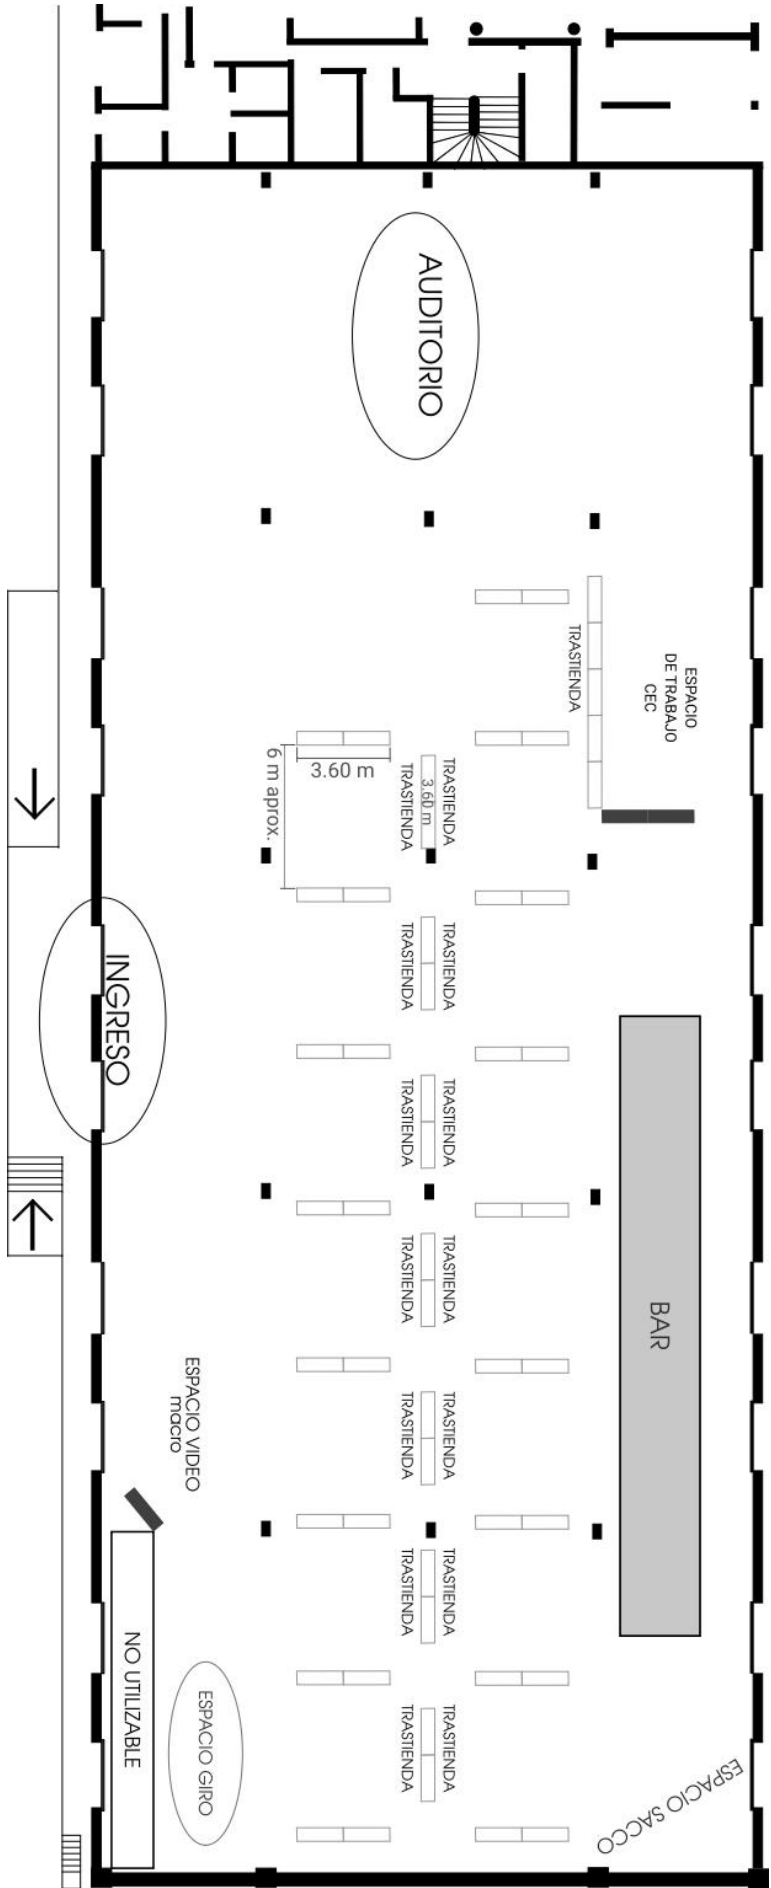 AUDITORIO
TRASTIENDA
ESPACIO
DE TRABAJO
CEC
3.60 m
6 m aprox.
TRASTIENDA
3.60 m
TRASTIENDA
TRASTIENDA
TRASTIENDA
INGRESO
TRASTIENDA
TRASTIENDA
TRASTIENDA
TRASTIENDA
BAR
ESPACIO VIDEO
macro
TRASTIENDA
TRASTIENDA
TRASTIENDA
TRASTIENDA
NO UTILIZABLE
ESPACIO GIRO
TRASTIENDA
TRASTIENDA
ESPACIO SACCO